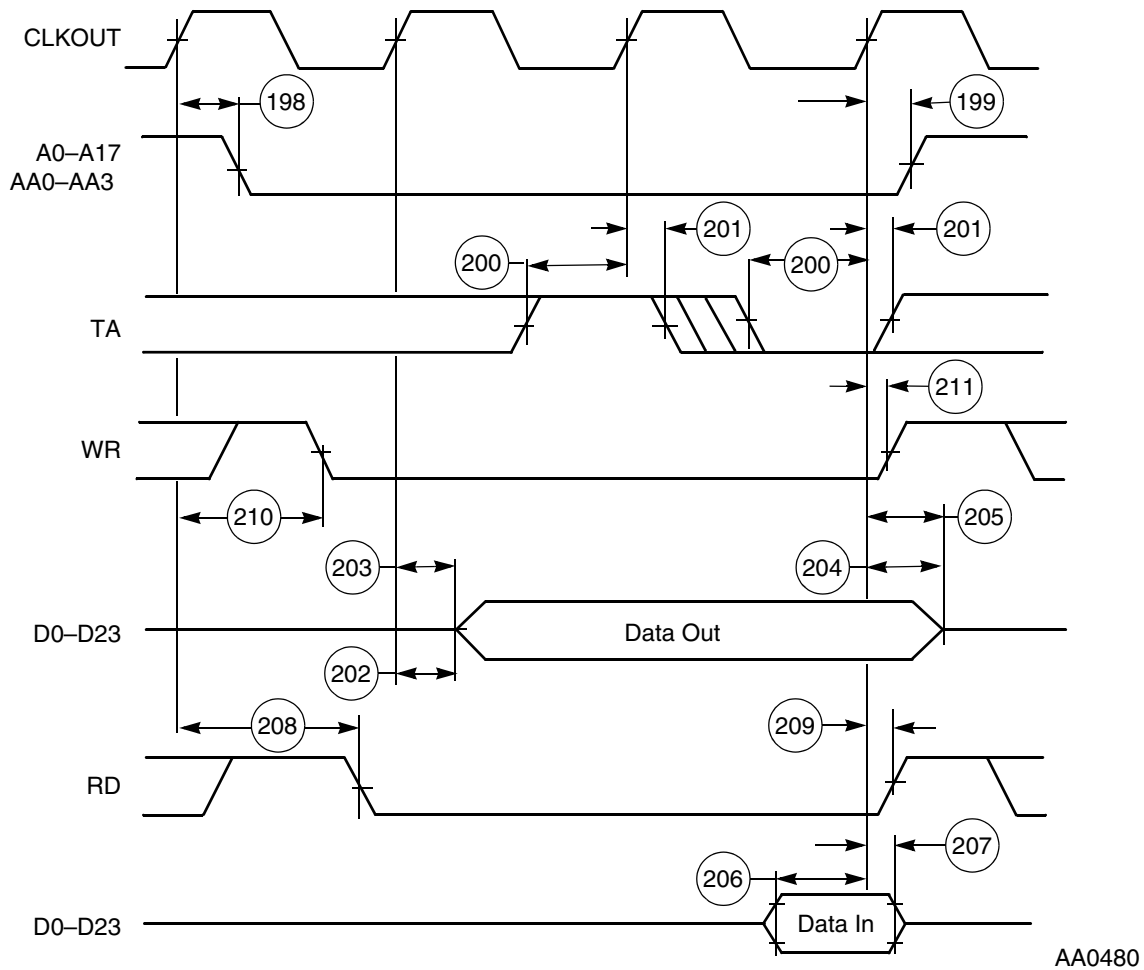 CLKOUT
198
199
A0–A17
AA0–AA3
201
201
200
200
TA
211
WR
210
205
203
204
D0–D23
Data Out
202
208
209
RD
207
206
D0–D23
Data In
AA0480